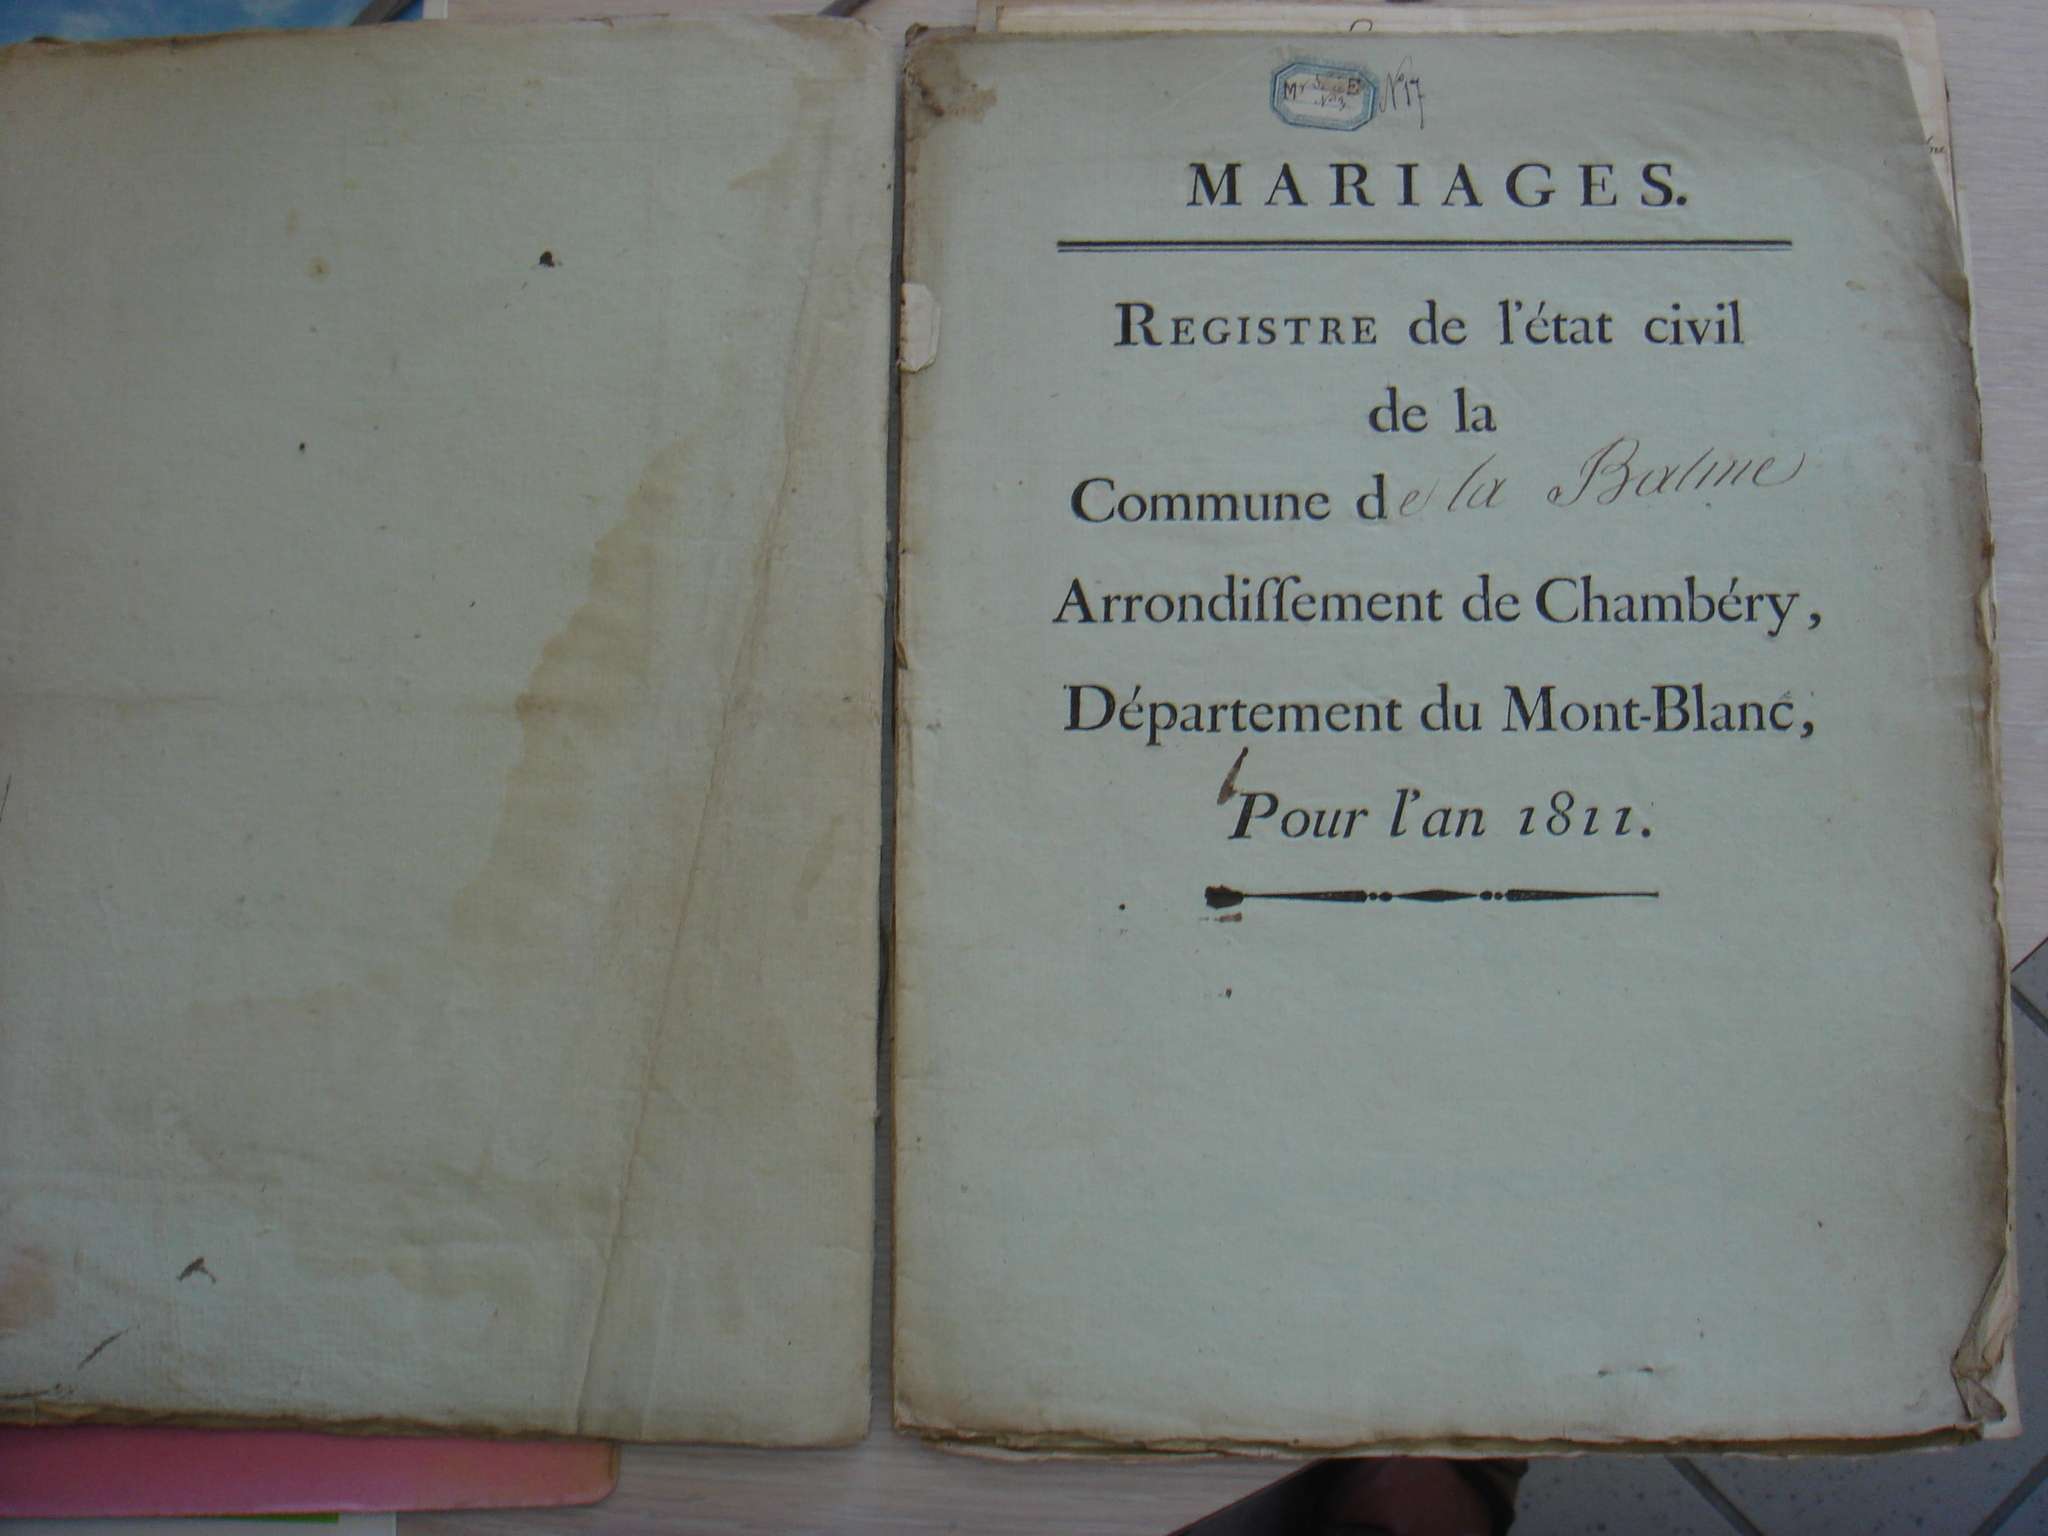 N° 17
MARIAGES.
REGISTRE de l'état civil
de la
Commune de la Balme
Arrondiſſement de Chambéry,
Département du Mont-Blanc,
Pour l'an 1811.